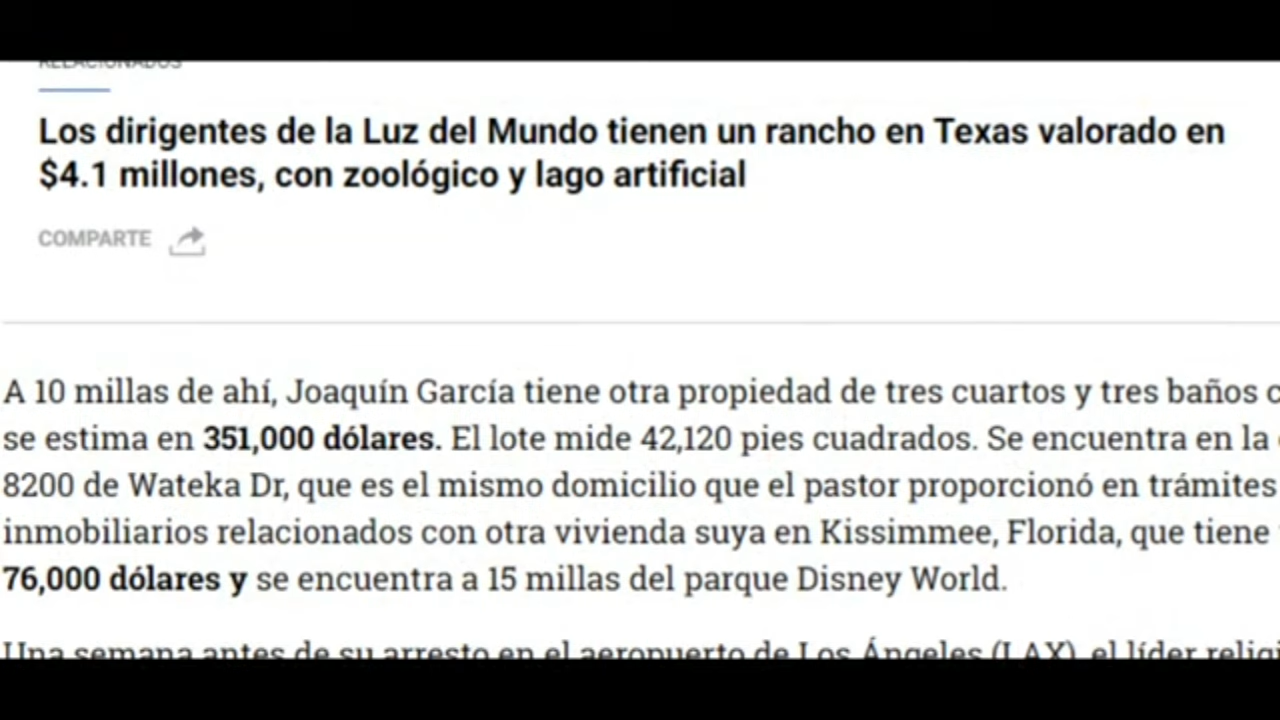 RELACIONADOS
Los dirigentes de la Luz del Mundo tienen un rancho en Texas valorado en
$4.1 millones, con zoológico y lago artificial
COMPARTE
A 10 millas de ahí, Joaquín García tiene otra propiedad de tres cuartos y tres baños
se estima en 351,000 dólares. El lote mide 42,120 pies cuadrados. Se encuentra en la
8200 de Wateka Dr, que es el mismo domicilio que el pastor proporcionó en trámites
inmobiliarios relacionados con otra vivienda suya en Kissimmee, Florida, que tiene
76,000 dólares y se encuentra a 15 millas del parque Disney World.
Una semana antes de su arresto en el aeropuerto de Los Ángeles (LAX), el líder